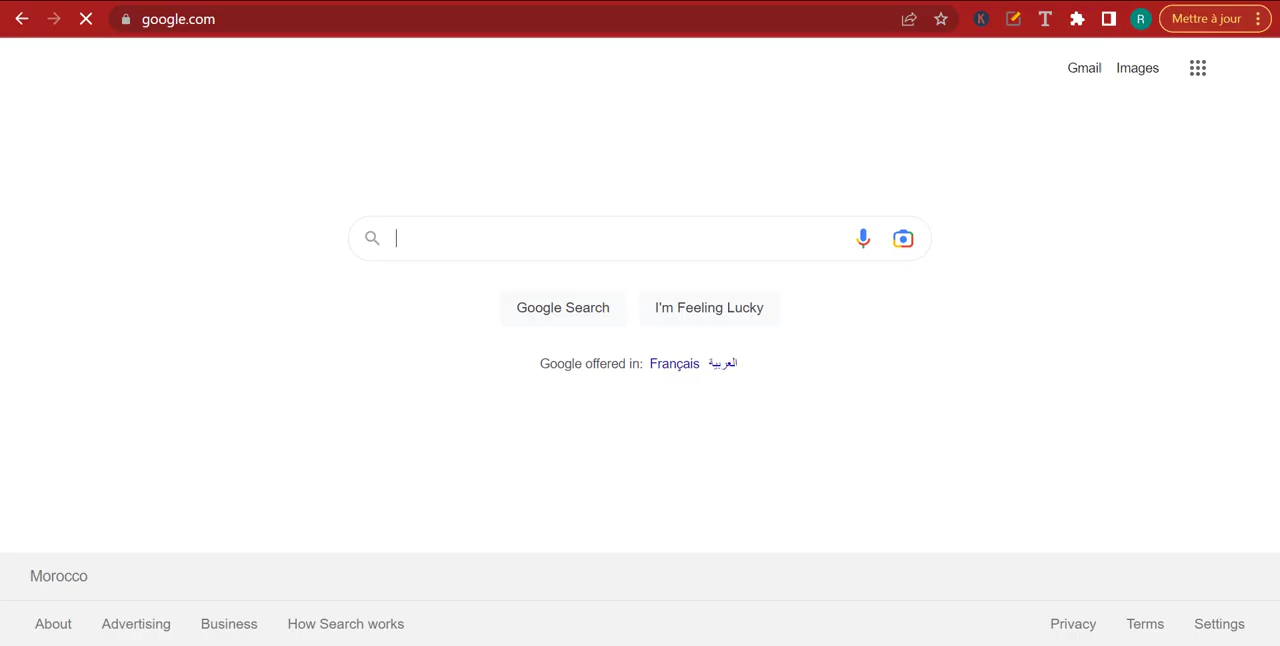 google.com
K
T
R
Mettre à jour
Gmail Images
Google Search I'm Feeling Lucky
Google offered in: Français العربية
Morocco
About Advertising Business How Search works Privacy Terms Settings